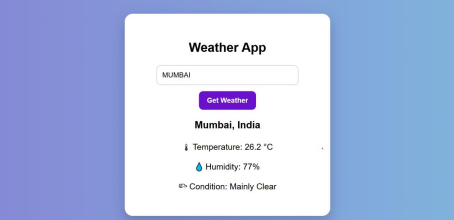 Weather App
MUMBAI
Get Weather
Mumbai, India
🌡 Temperature: 26.2 °C
💧 Humidity: 77%
🌤 Condition: Mainly Clear